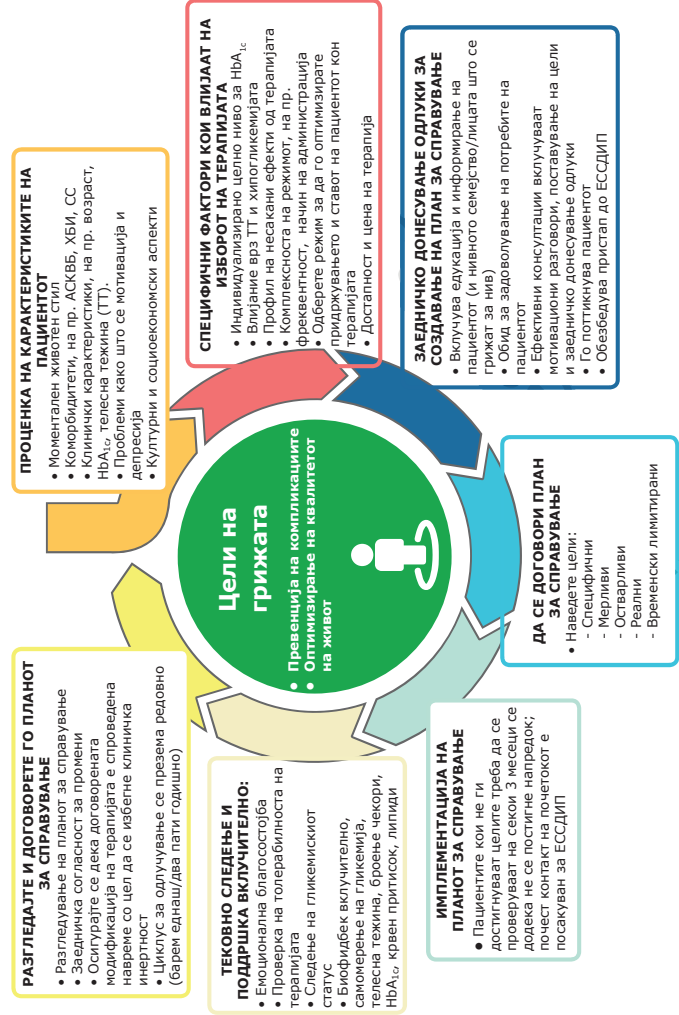 ПРОЦЕНКА НА КАРАКТЕРИСТИКИТЕ НА
ПАЦИЕНТОТ
• Моментален животен стил
• Коморбидитети, на пр. АСКВБ, ХБИ, СС
• Клинички карактеристики, на пр. возраст,
HbA1c, телесна тежина (ТТ).
• Проблеми како што се мотивација и
депресија
• Културни и социоекономски аспекти
СПЕЦИФИЧНИ ФАКТОРИ КОИ ВЛИЈААТ НА
ИЗБОРОТ НА ТЕРАПИЈАТА
• Индивидуализирано целно ниво за HbA1c
• Влијание врз ТТ и хипогликемијата
• Профил на несакани ефекти од терапијата
• Комплексноста на режимот, на пр.
фреквентност, начин на администрација
• Одберете режим за да го оптимизирате
придржувањето и ставот на пациентот кон
терапијата
• Достапност и цена на терапија
ЗАЕДНИЧКО ДОНЕСУВАЊЕ ОДЛУКИ ЗА
СОЗДАВАЊЕ НА ПЛАН ЗА СПРАВУВАЊЕ
• Вклучува едукација и информирање на
пациентот (и нивното семејство/лицата што се
грижат за нив)
• Обид за задоволување на потребите на
пациентот
• Ефективни консултации вклучуваат
мотивациони разговори, поставување на цели
и заедничко донесување одлуки
• Го поттикнува пациентот
• Обезбедува пристап до ЕССДИП
ДА СЕ ДОГОВОРИ ПЛАН
ЗА СПРАВУВАЊЕ
• Наведете цели:
- Специфични
- Мерливи
- Остварливи
- Реални
- Временски лимитирани
ИМПЛЕМЕНТАЦИЈА НА
ПЛАНОТ ЗА СПРАВУВАЊЕ
• Пациентите кои не ги
достигнуваат целите треба да се
проверуваат на секои 3 месеци се
додека не се постигне напредок;
почест контакт на почетокот е
посакуван за ЕССДИП
ТЕКОВНО СЛЕДЕЊЕ И
ПОДДРШКА ВКЛУЧИТЕЛНО:
• Емоционална благосостојба
• Проверка на толерабилноста на
терапијата
• Следење на гликемискиот
статус
• Биофидбек вклучително,
самомерење на гликемија,
телесна тежина, броење чекори,
HbA1c, крвен притисок, липиди
РАЗГЛЕДАЈТЕ И ДОГОВОРЕТЕ ГО ПЛАНОТ
ЗА СПРАВУВАЊЕ
• Разгледување на планот за справување
• Заедничка согласност за промени
• Осигурајте се дека договорената
модификација на терапијата е спроведена
навреме со цел да се избегне клиничка
инертност
• Циклус за одлучување се презема редовно
(барем еднаш/два пати годишно)
Цели на
грижата
• Превенција на компликациите
• Оптимизирање на квалитетот
на живот